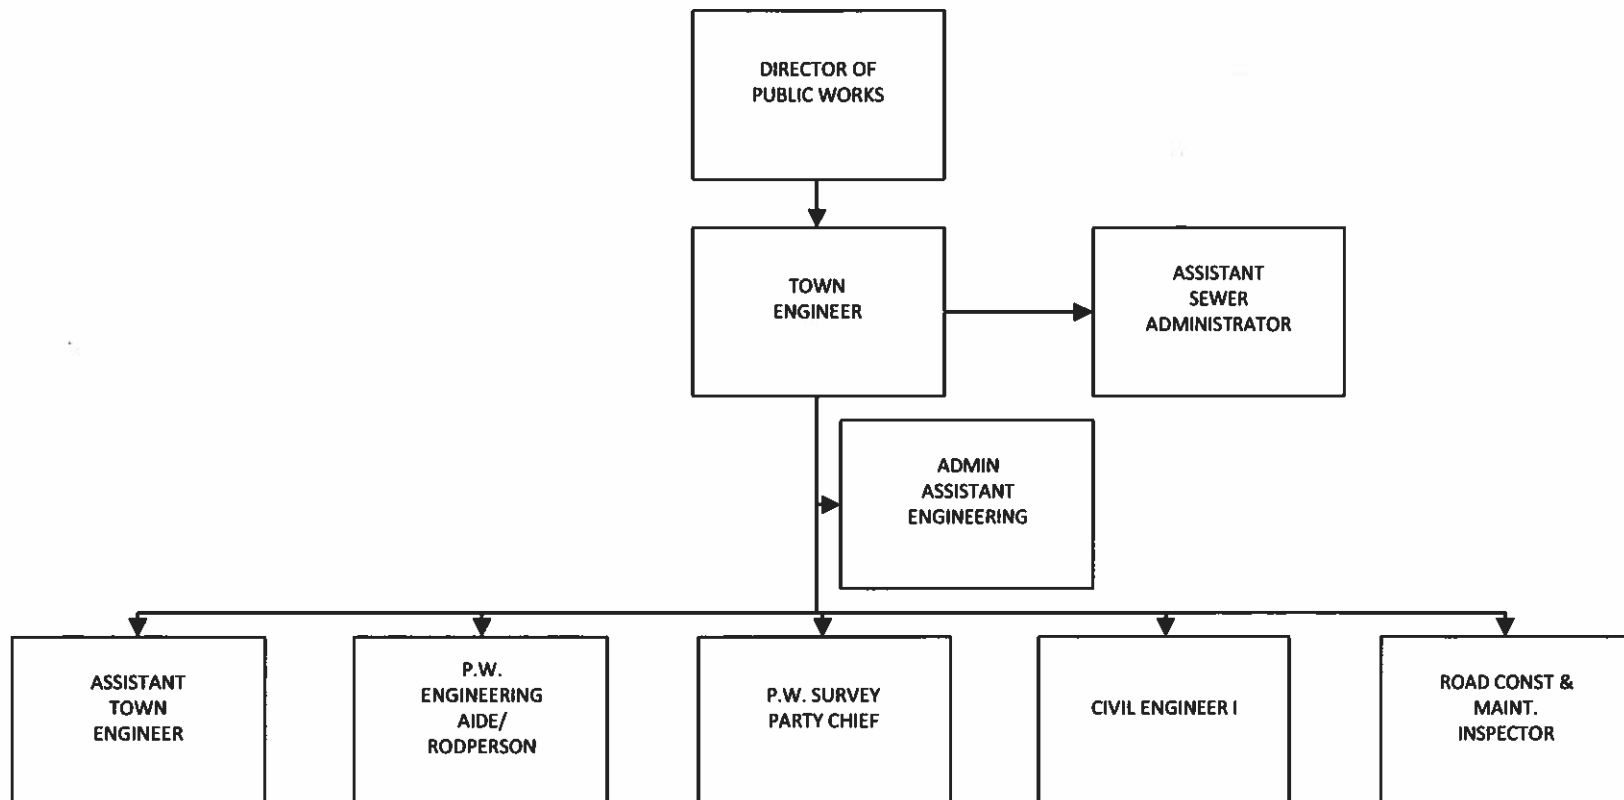 DIRECTOR OF
PUBLIC WORKS
TOWN
ENGINEER
ASSISTANT
SEWER
ADMINISTRATOR
ADMIN
ASSISTANT
ENGINEERING
ASSISTANT
TOWN
ENGINEER
P.W.
ENGINEERING
AIDE/
RODPERSON
P.W. SURVEY
PARTY CHIEF
CIVIL ENGINEER I
ROAD CONST &
MAINT.
INSPECTOR